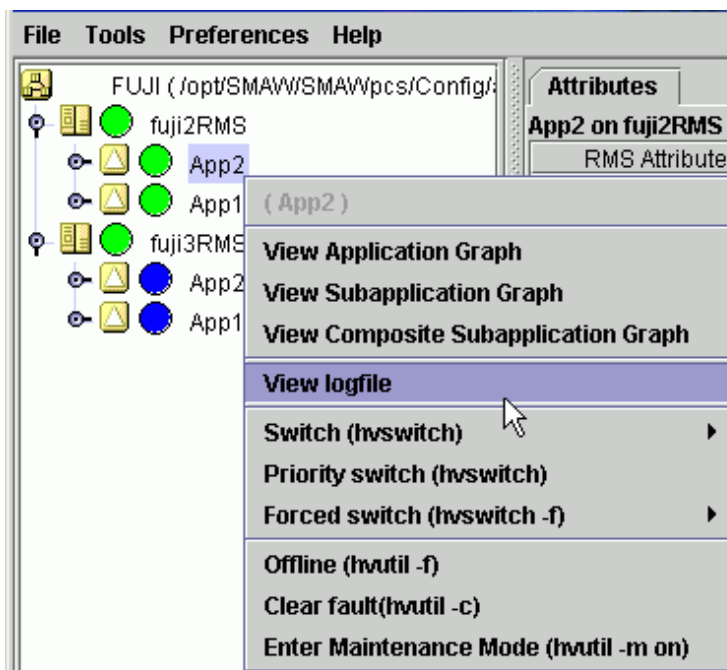 File Tools Preferences Help
FUJI (/opt/SMAW/SMAWpcs/Config/
Attributes
fuji2RMS
App2 on fuji2RMS
App2
RMS Attribute
App1
fuji3RMS
App2
App1
( App2 )
View Application Graph
View Subapplication Graph
View Composite Subapplication Graph
View logfile
Switch (hvswitch)
Priority switch (hvswitch)
Forced switch (hvswitch -f)
Offline (hvutil -f)
Clear fault(hvutil -c)
Enter Maintenance Mode (hvutil -m on)